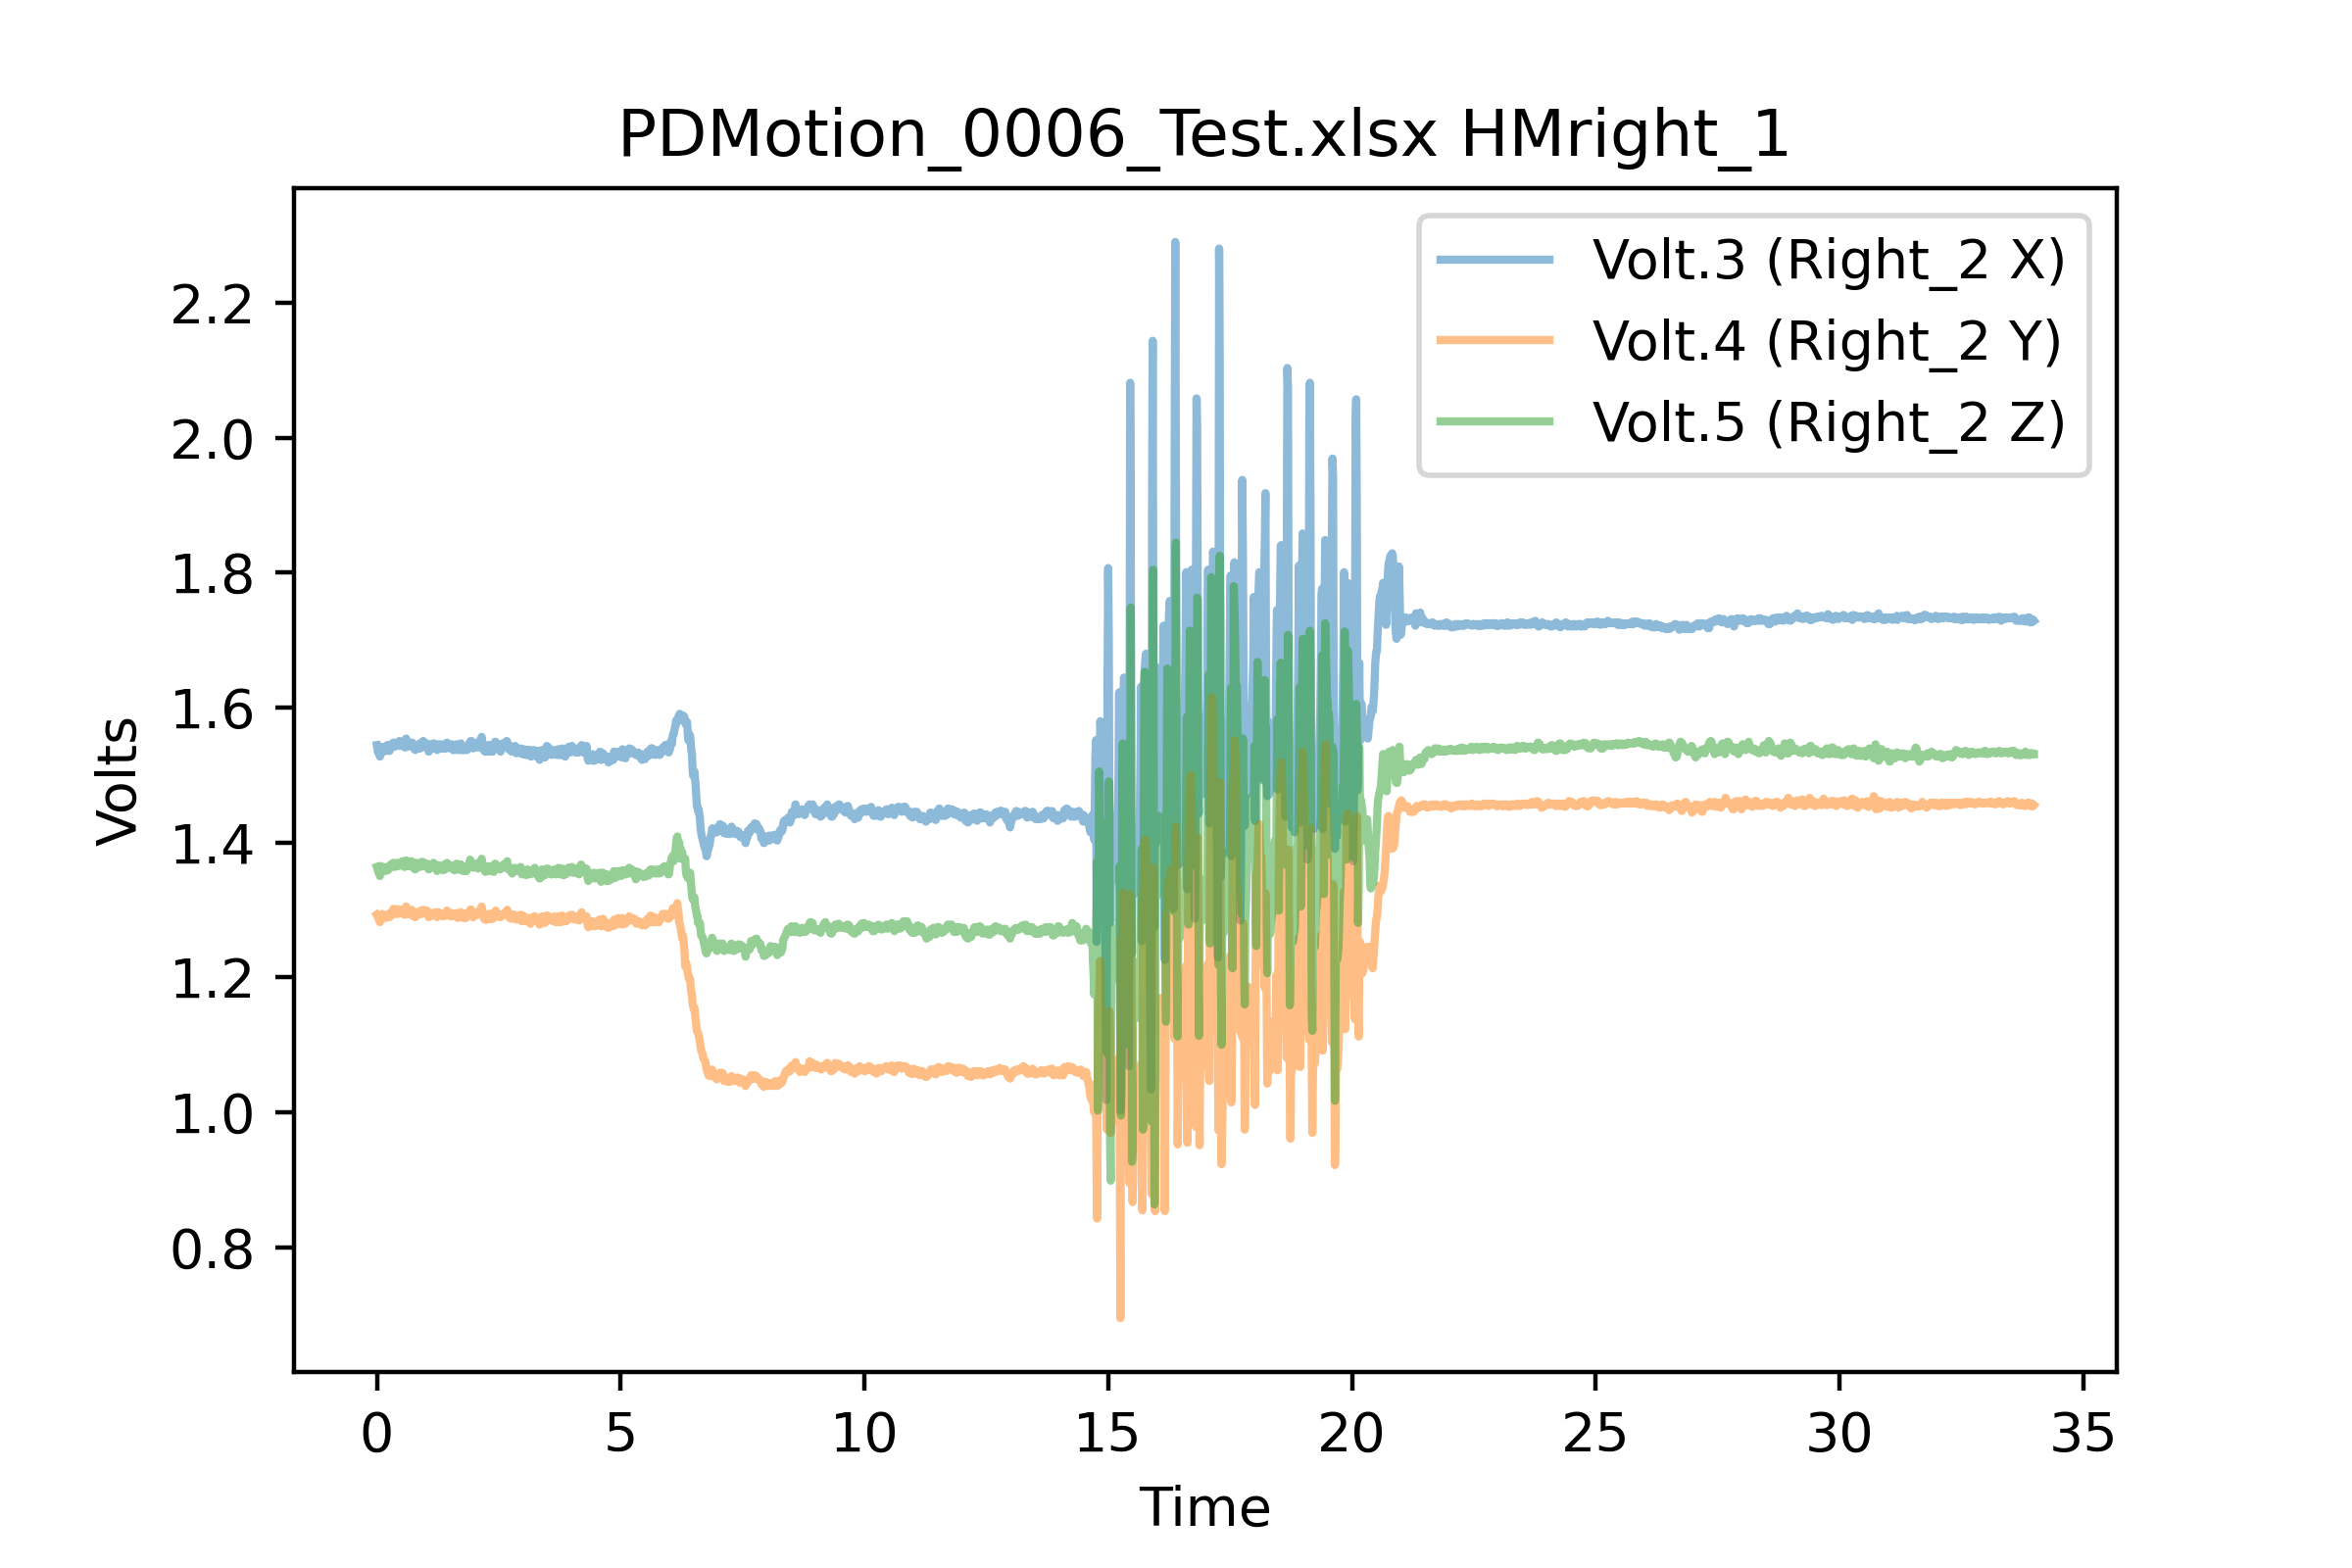 PDMotion_0006_Test.xlsx HMright_1
Volt.3 (Right_2 X)
Volt.4 (Right_2 Y)
Volt.5 (Right_2 Z)
Volts
2.2
2.0
1.8
1.6
1.4
1.2
1.0
0.8
0 5 10 15 20 25 30 35
Time